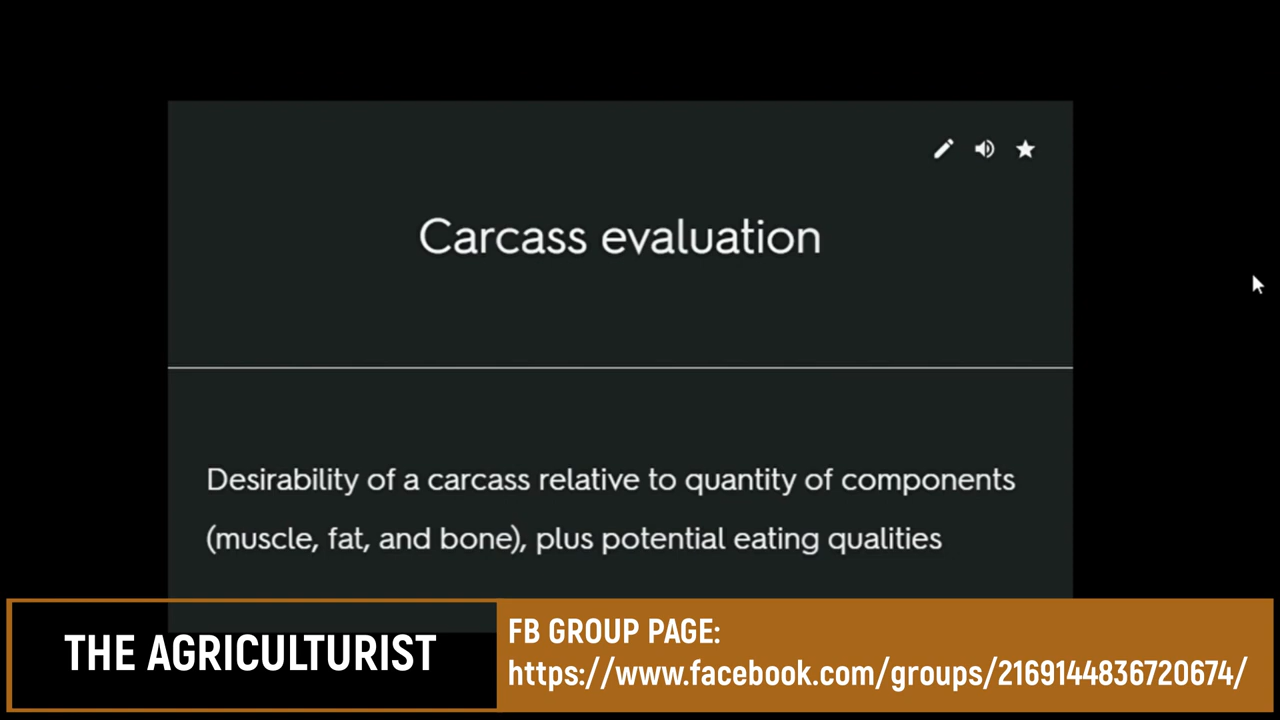 Carcass evaluation
Desirability of a carcass relative to quantity of components
(muscle, fat, and bone), plus potential eating qualities
THE AGRICULTURIST
FB GROUP PAGE:
https://www.facebook.com/groups/2169144836720674/